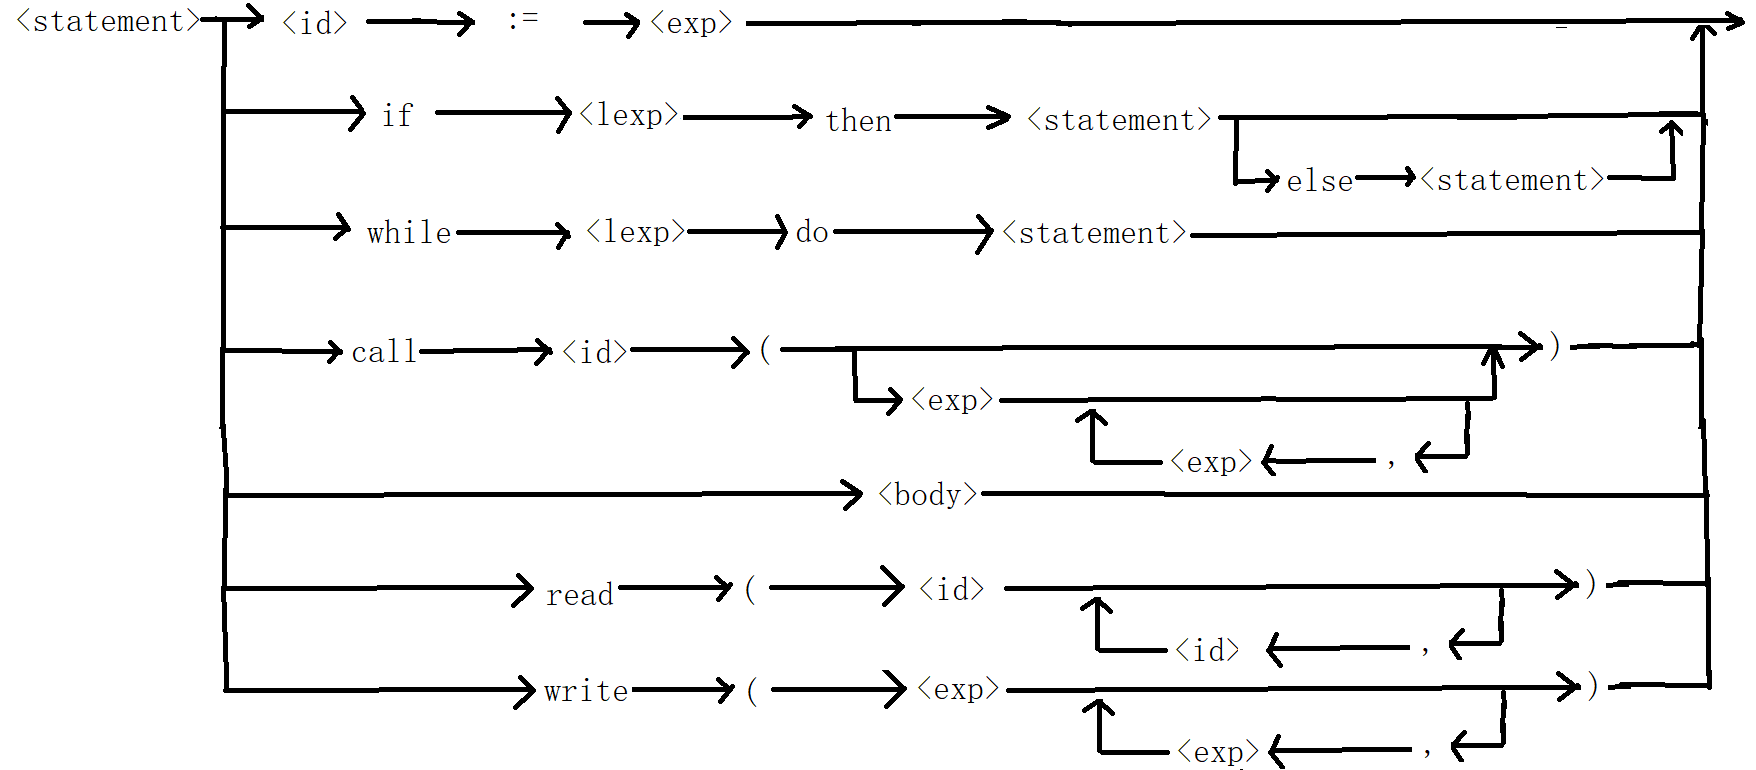 <statement> <id> := <exp>
if <lexp> then <statement>
else <statement>
while <lexp> do <statement>
call <id> ( )
<exp>
<exp> ,
<body>
read ( <id> )
<id> ,
write ( <exp> )
<exp> ,